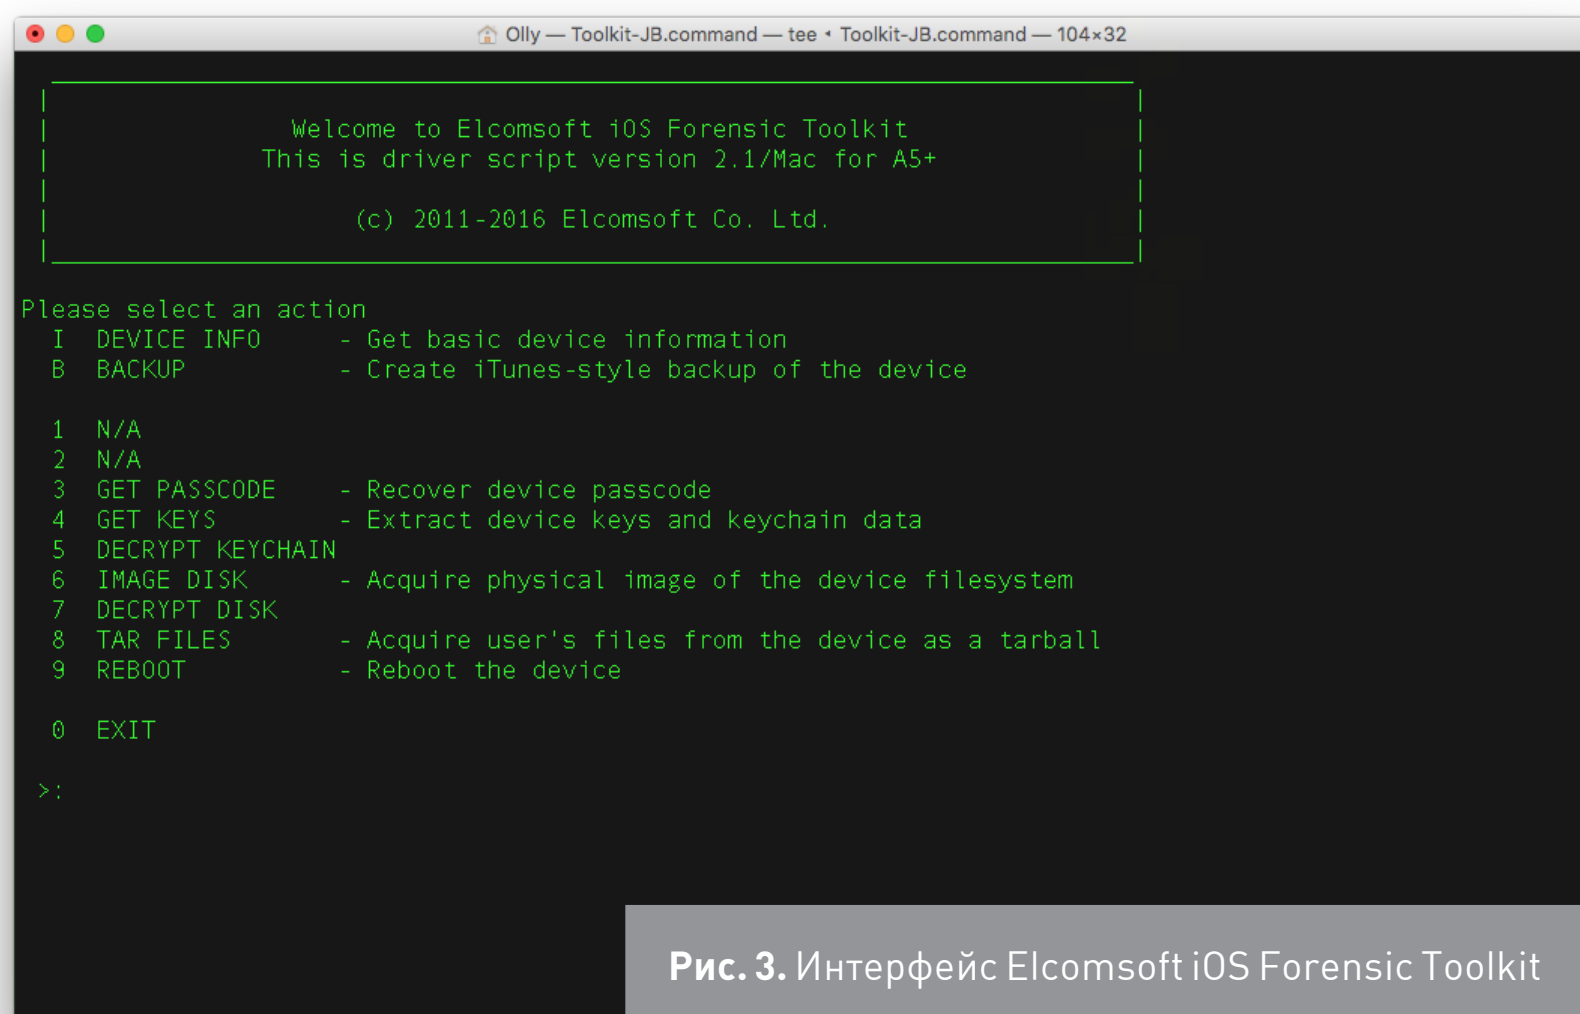 Olly — Toolkit-JB.command — tee • Toolkit-JB.command — 104×32
Welcome to Elcomsoft iOS Forensic Toolkit
This is driver script version 2.1/Mac for A5+
(c) 2011-2016 Elcomsoft Co. Ltd.
Please select an action
I DEVICE INFO - Get basic device information
B BACKUP - Create iTunes-style backup of the device
1 N/A
2 N/A
3 GET PASSCODE - Recover device passcode
4 GET KEYS - Extract device keys and keychain data
5 DECRYPT KEYCHAIN
6 IMAGE DISK - Acquire physical image of the device filesystem
7 DECRYPT DISK
8 TAR FILES - Acquire user's files from the device as a tarball
9 REBOOT - Reboot the device
0 EXIT
>:
Рис. 3. Интерфейс Elcomsoft iOS Forensic Toolkit